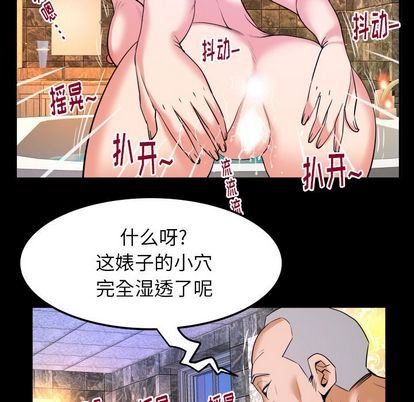 嗯...
抖动~
抖动~
摇晃~
扒开~
扒开~
流流流
什么呀?
这婊子的小穴
完全湿透了呢